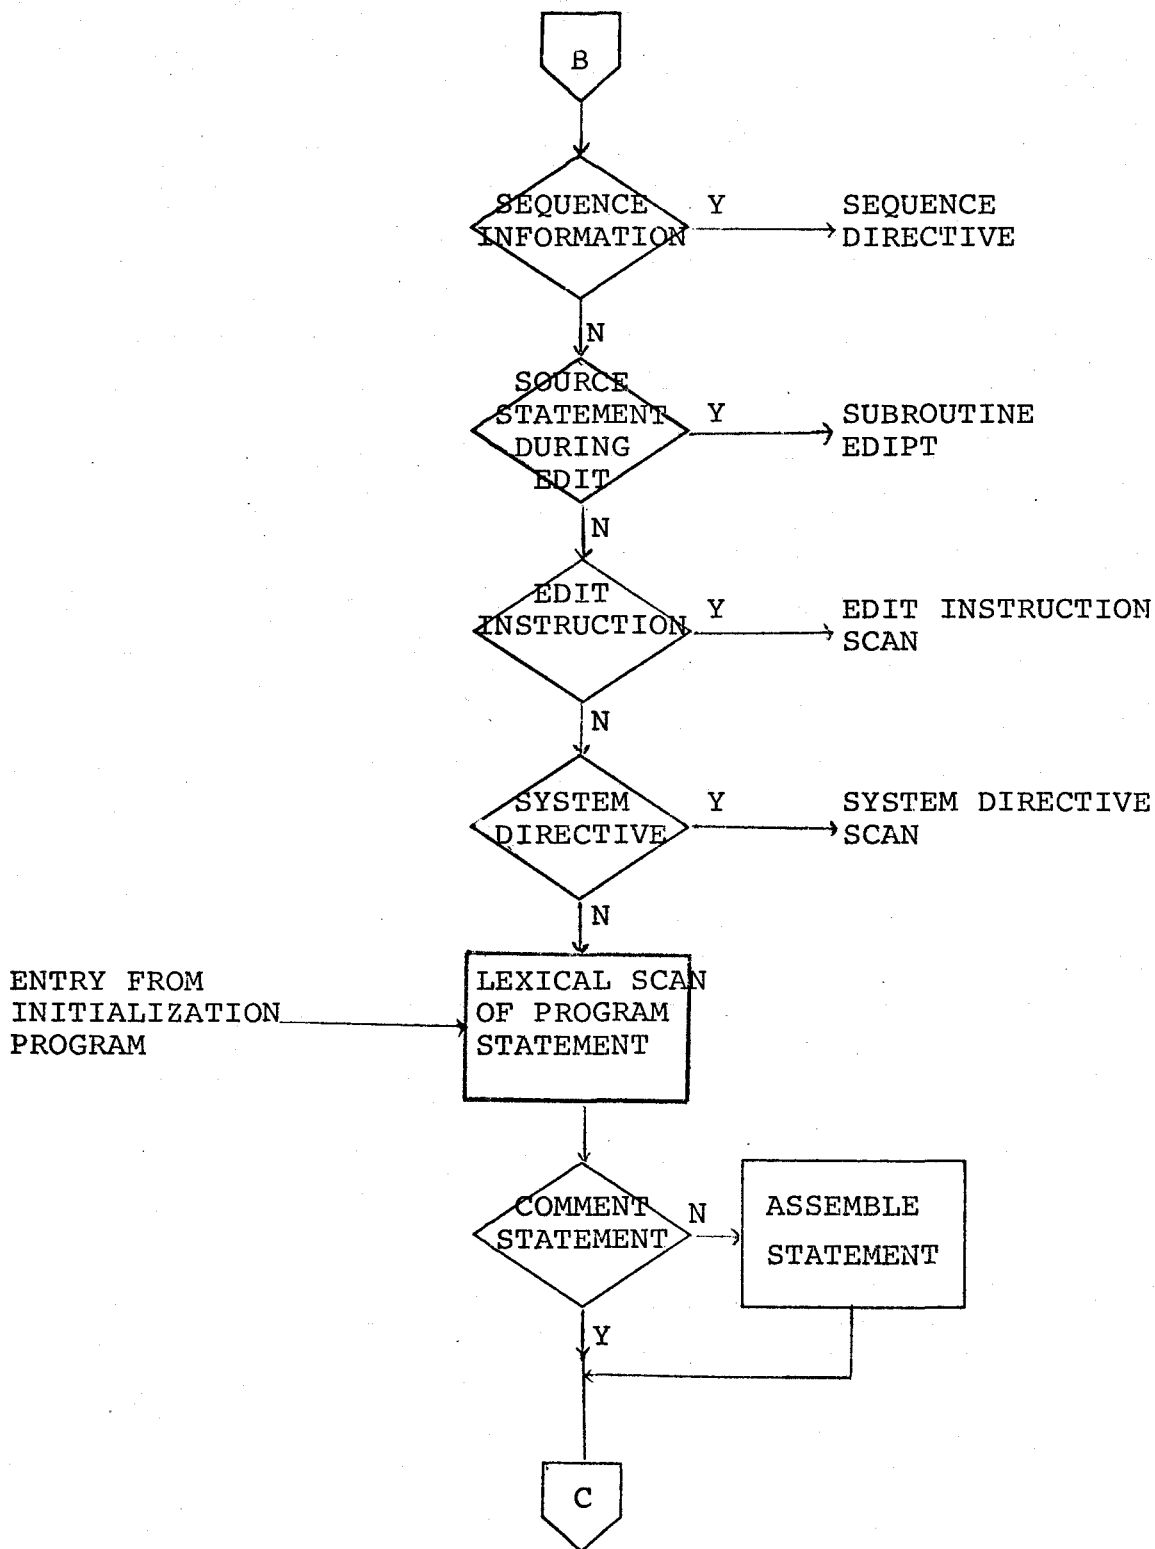 B
SEQUENCE
INFORMATION
Y
SEQUENCE
DIRECTIVE
N
SOURCE
STATEMENT
DURING
EDIT
Y
SUBROUTINE
EDIPT
N
EDIT
INSTRUCTION
Y
EDIT INSTRUCTION
SCAN
N
SYSTEM
DIRECTIVE
Y
SYSTEM DIRECTIVE
SCAN
N
ENTRY FROM
INITIALIZATION
PROGRAM
LEXICAL SCAN
OF PROGRAM
STATEMENT
COMMENT
STATEMENT
N
ASSEMBLE
STATEMENT
Y
C